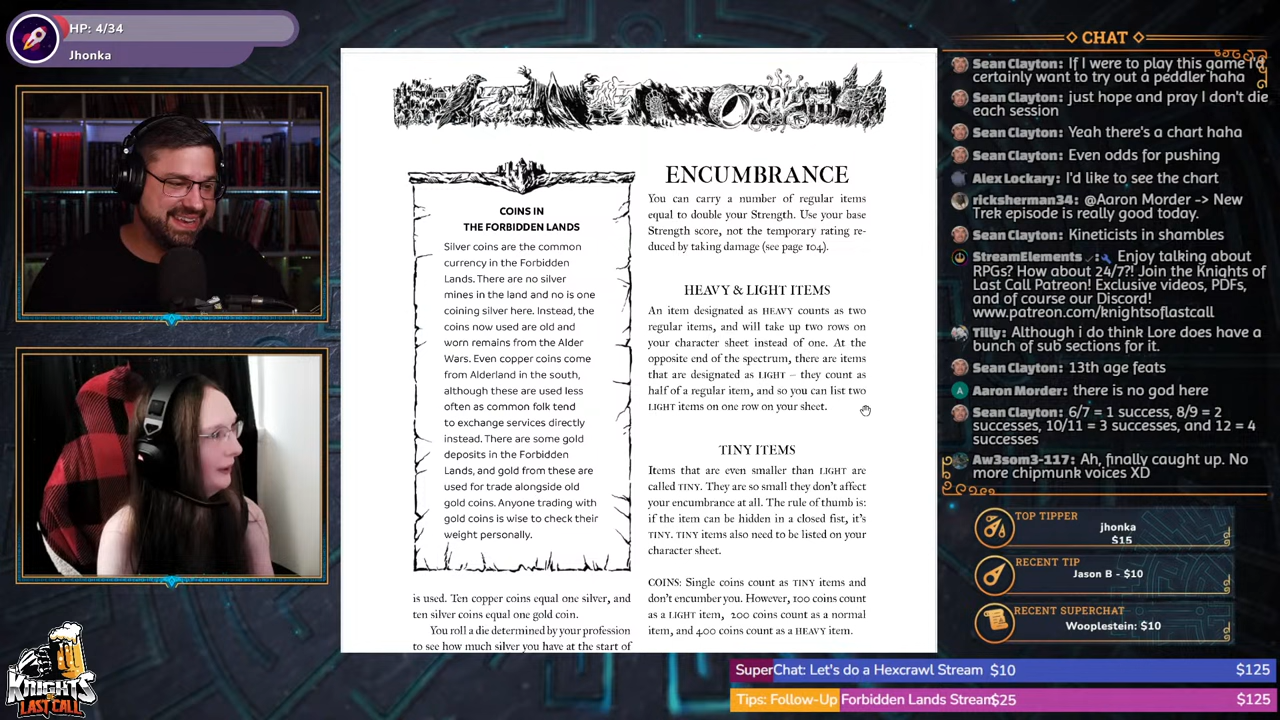 HP: 4/34
Jhonka
COINS IN
THE FORBIDDEN LANDS
Silver coins are the common
currency in the Forbidden
Lands. There are no silver
mines in the land and no is one
coining silver here. Instead, the
coins now used are old and
worn remains from the Alder
Wars. Even copper coins come
from Alderland in the south,
although these are used less
often as common folk tend
to exchange services directly
instead. There are some gold
deposits in the Forbidden
Lands, and gold from these are
used for trade alongside old
gold coins. Anyone trading with
gold coins is wise to check their
weight personally.
is used. Ten copper coins equal one silver, and
ten silver coins equal one gold coin.
You roll a die determined by your profession
to see how much silver you have at the start of
ENCUMBRANCE
You can carry a number of regular items
equal to double your Strength. Use your base
Strength score, not the temporary rating re-
duced by taking damage (see page 104).
HEAVY & LIGHT ITEMS
An item designated as HEAVY counts as two
regular items, and will take up two rows on
your character sheet instead of one. At the
opposite end of the spectrum, there are items
that are designated as LIGHT – they count as
half of a regular item, and so you can list two
LIGHT items on one row on your sheet.
TINY ITEMS
Items that are even smaller than LIGHT are
called TINY. They are so small they don't affect
your encumbrance at all. The rule of thumb is:
if the item can be hidden in a closed fist, it's
TINY. TINY items also need to be listed on your
character sheet.
COINS: Single coins count as TINY items and
don't encumber you. However, 100 coins count
as a LIGHT item, 200 coins count as a normal
item, and 400 coins count as a HEAVY item.
CHAT
Sean Clayton: If I were to play this game I'd
certainly want to try out a peddler haha
Sean Clayton: just hope and pray I don't die
each session
Sean Clayton: Yeah there's a chart haha
Sean Clayton: Even odds for pushing
Alex Lockary: I'd like to see the chart
ricksherman34: @Aaron Morder -> New
Trek episode is really good today.
Sean Clayton: Kineticists in shambles
StreamElements : Enjoy talking about
RPGs? How about 24/7?! Join the Knights of
Last Call Patreon! Exclusive videos, PDFs,
and of course our Discord!
www.patreon.com/knightsoflastcall
Tilly: Although i do think Lore does have a
bunch of sub sections for it.
Sean Clayton: 13th age feats
A Aaron Morder: there is no god here
Sean Clayton: 6/7 = 1 success, 8/9 = 2
successes, 10/11 = 3 successes, and 12 = 4
successes
Aw3som3-117: Ah, finally caught up. No
more chipmunk voices XD
TOP TIPPER
jhonka
$15
RECENT TIP
Jason B - $10
RECENT SUPERCHAT
Wooplestein: $10
SuperChat: Let's do a Hexcrawl Stream $10 $125
Tips: Follow-Up Forbidden Lands Stream $25 $125
KNIGHTS
OF
LAST CALL